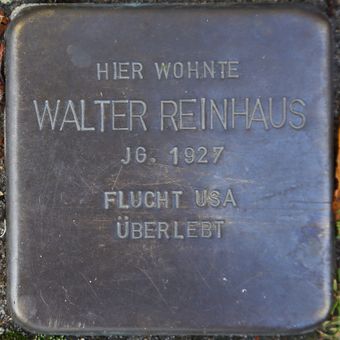 HIER WOHNTE
WALTER REINHAUS
JG. 1927
FLUCHT USA
ÜBERLEBT